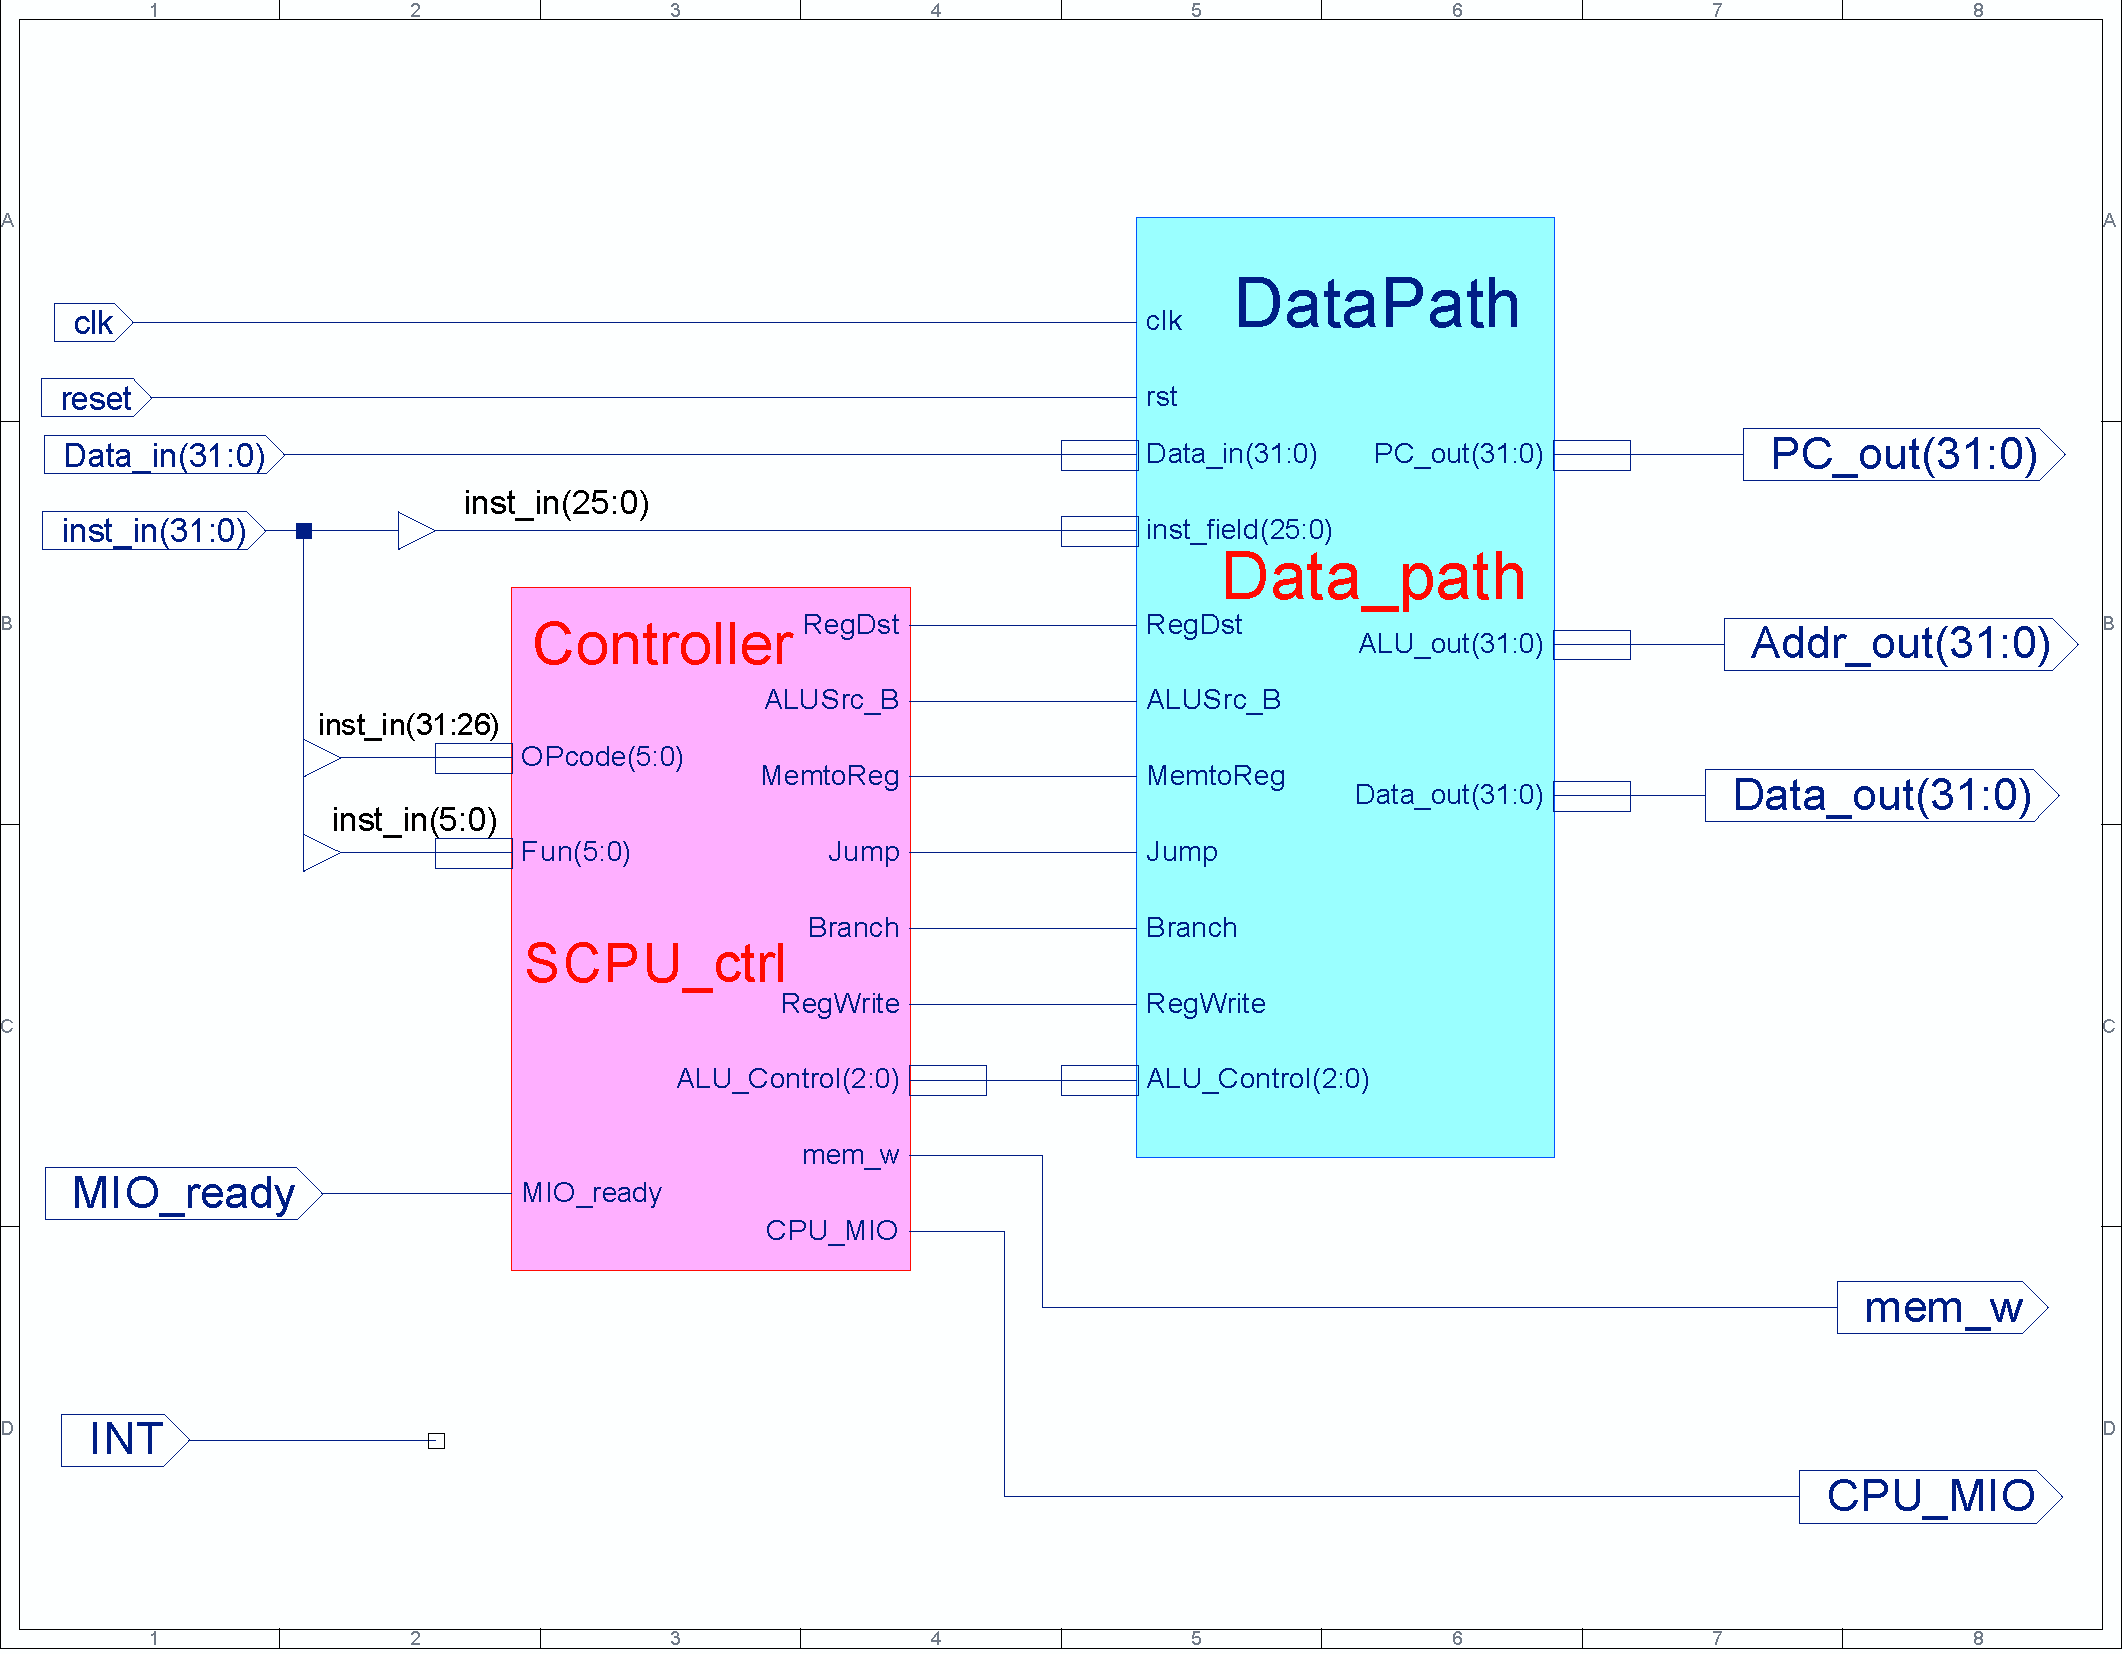 1 2 3 4 5 6 7 8
A A
DataPath
clk clk
reset rst
Data_in(31:0) Data_in(31:0) PC_out(31:0) PC_out(31:0)
inst_in(25:0)
inst_in(31:0) inst_field(25:0)
Data_path
B B
Controller RegDst RegDst
ALU_out(31:0) Addr_out(31:0)
ALUSrc_B ALUSrc_B
inst_in(31:26)
OPcode(5:0)
MemtoReg MemtoReg
Data_out(31:0) Data_out(31:0)
inst_in(5:0)
Fun(5:0) Jump Jump
Branch Branch
SCPU_ctrl
RegWrite RegWrite
C C
ALU_Control(2:0) ALU_Control(2:0)
mem_w
MIO_ready MIO_ready
CPU_MIO
mem_w
D D
INT
CPU_MIO
1 2 3 4 5 6 7 8